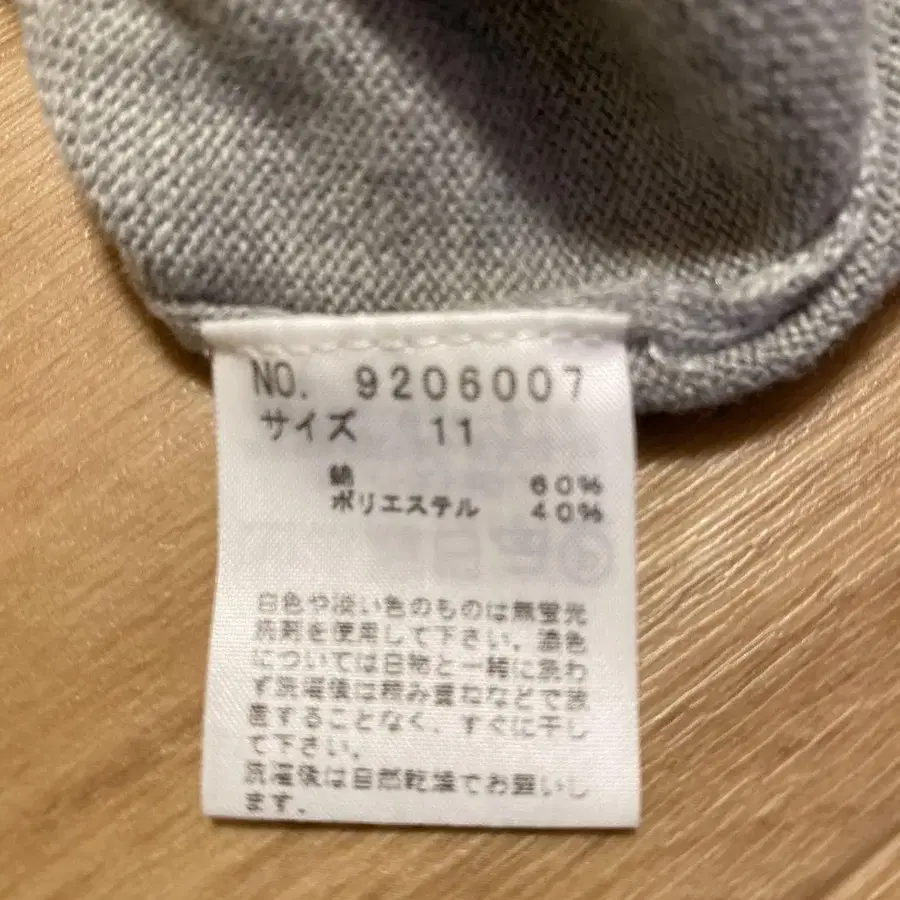 NO. 9206007
サイズ 11
綿 60%
ポリエステル 40%
白色や淡い色のものは無蛍光
洗剤を使用して下さい。濃色
については白物と一緒に洗わ
ず洗濯後は積み重ねなどで放
置することなく、すぐに干し
て下さい。
洗濯後は自然乾燥でお願いし
ます。